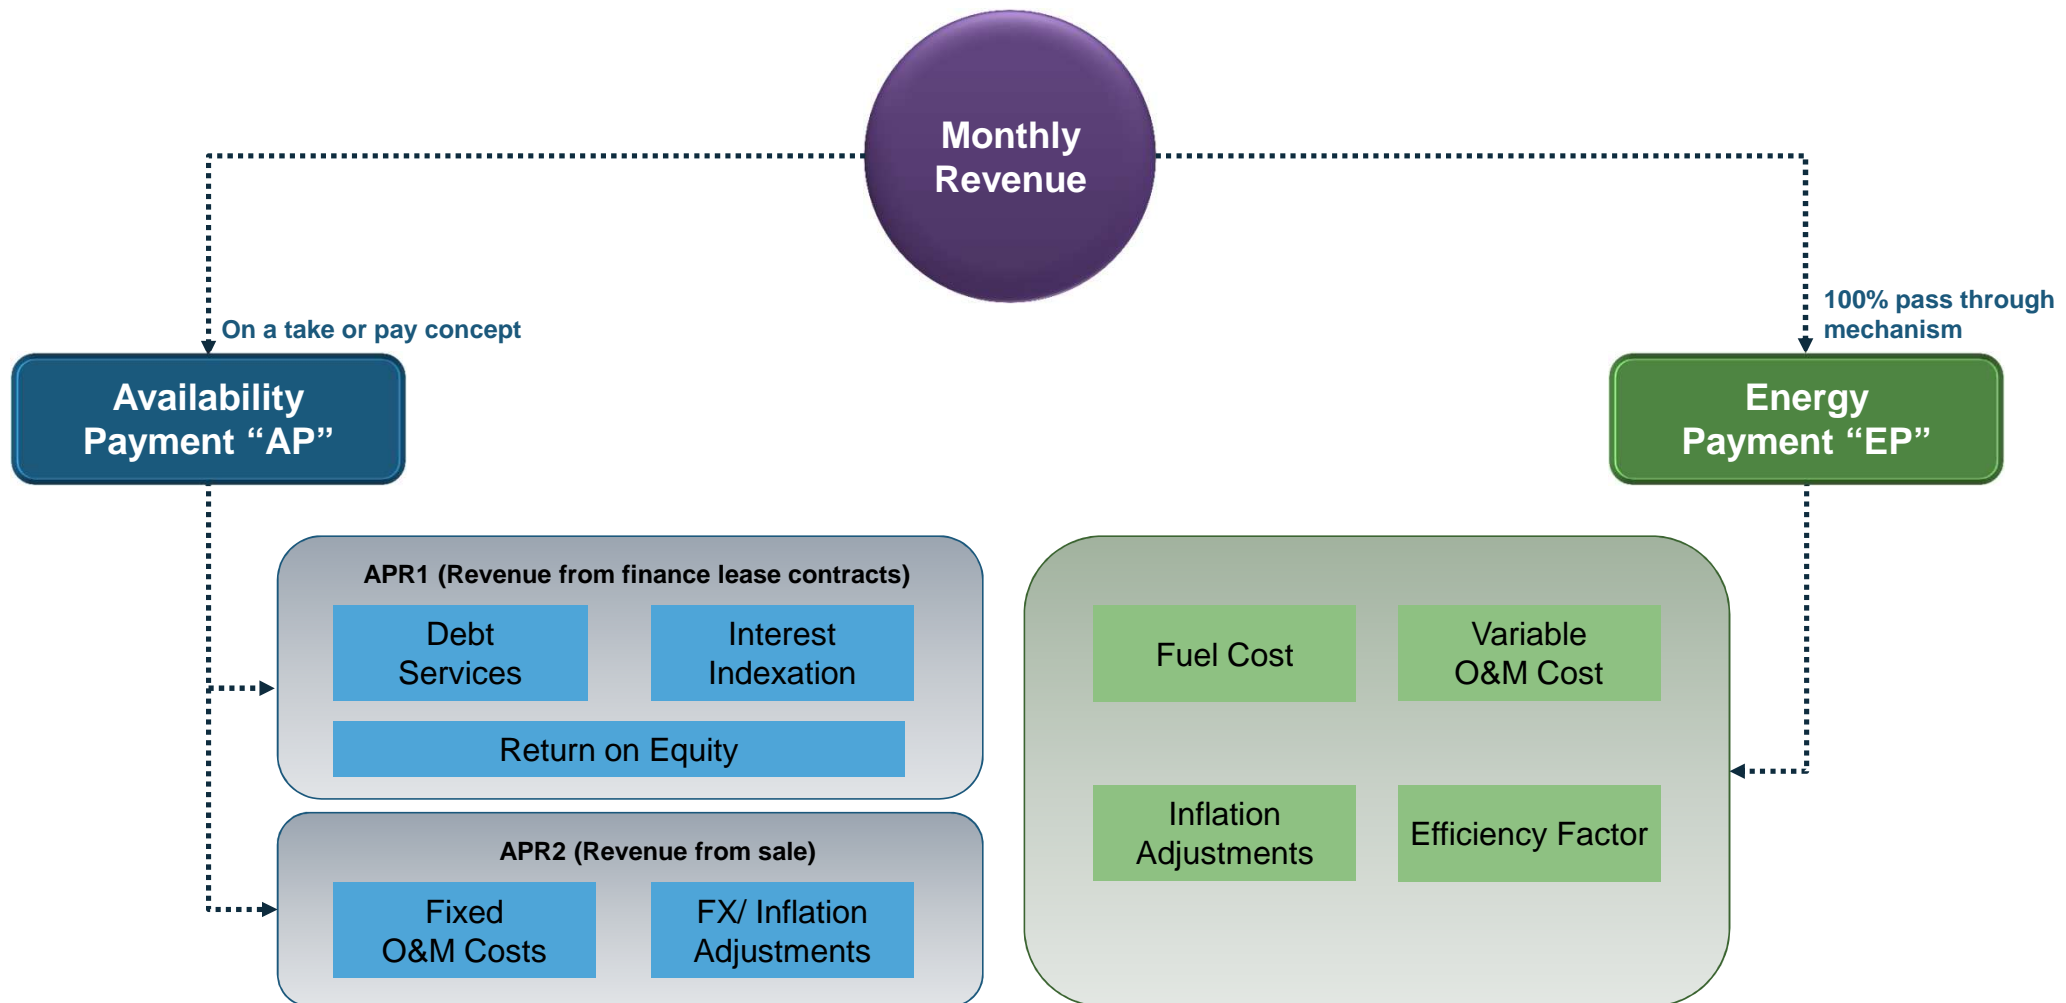 Monthly
Revenue
On a take or pay concept
100% pass through
mechanism
Availability
Payment “AP”
Energy
Payment “EP”
APR1 (Revenue from finance lease contracts)
Debt
Services
Interest
Indexation
Return on Equity
APR2 (Revenue from sale)
Fixed
O&M Costs
FX/ Inflation
Adjustments
Fuel Cost
Variable
O&M Cost
Inflation
Adjustments
Efficiency Factor